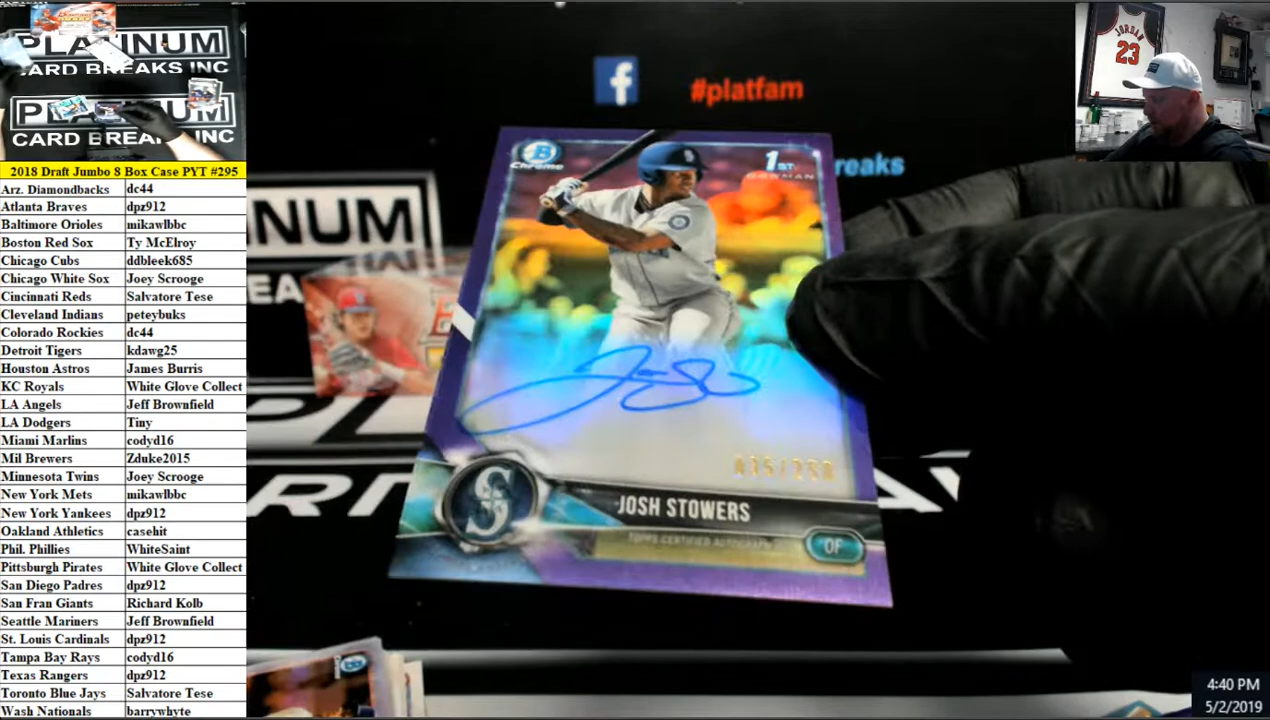 PLATINUM
CARD BREAKS INC
PLATINUM
CARD BREAKS INC
2018 Draft Jumbo 8 Box Case PYT #295
Arz. Diamondbacks dc44
Atlanta Braves dpz912
Baltimore Orioles mikawlbbc
Boston Red Sox Ty McElroy
Chicago Cubs ddbleek685
Chicago White Sox Joey Scrooge
Cincinnati Reds Salvatore Tese
Cleveland Indians peteybuks
Colorado Rockies dc44
Detroit Tigers kdawg25
Houston Astros James Burris
KC Royals White Glove Collect
LA Angels Jeff Brownfield
LA Dodgers Tiny
Miami Marlins codyd16
Mil Brewers Zduke2015
Minnesota Twins Joey Scrooge
New York Mets mikawlbbc
New York Yankees dpz912
Oakland Athletics casehit
Phil. Phillies WhiteSaint
Pittsburgh Pirates White Glove Collect
San Diego Padres dpz912
San Fran Giants Richard Kolb
Seattle Mariners Jeff Brownfield
St. Louis Cardinals dpz912
Tampa Bay Rays codyd16
Texas Rangers dpz912
Toronto Blue Jays Salvatore Tese
Wash Nationals barrywhyte
f
#platfam
reaks
NUM
B
Chrome
1ST
BOWMAN
S
JOSH STOWERS
TOPPS CERTIFIED AUTOGRAPH
OF
JORDAN
23
4:40 PM
5/2/2019